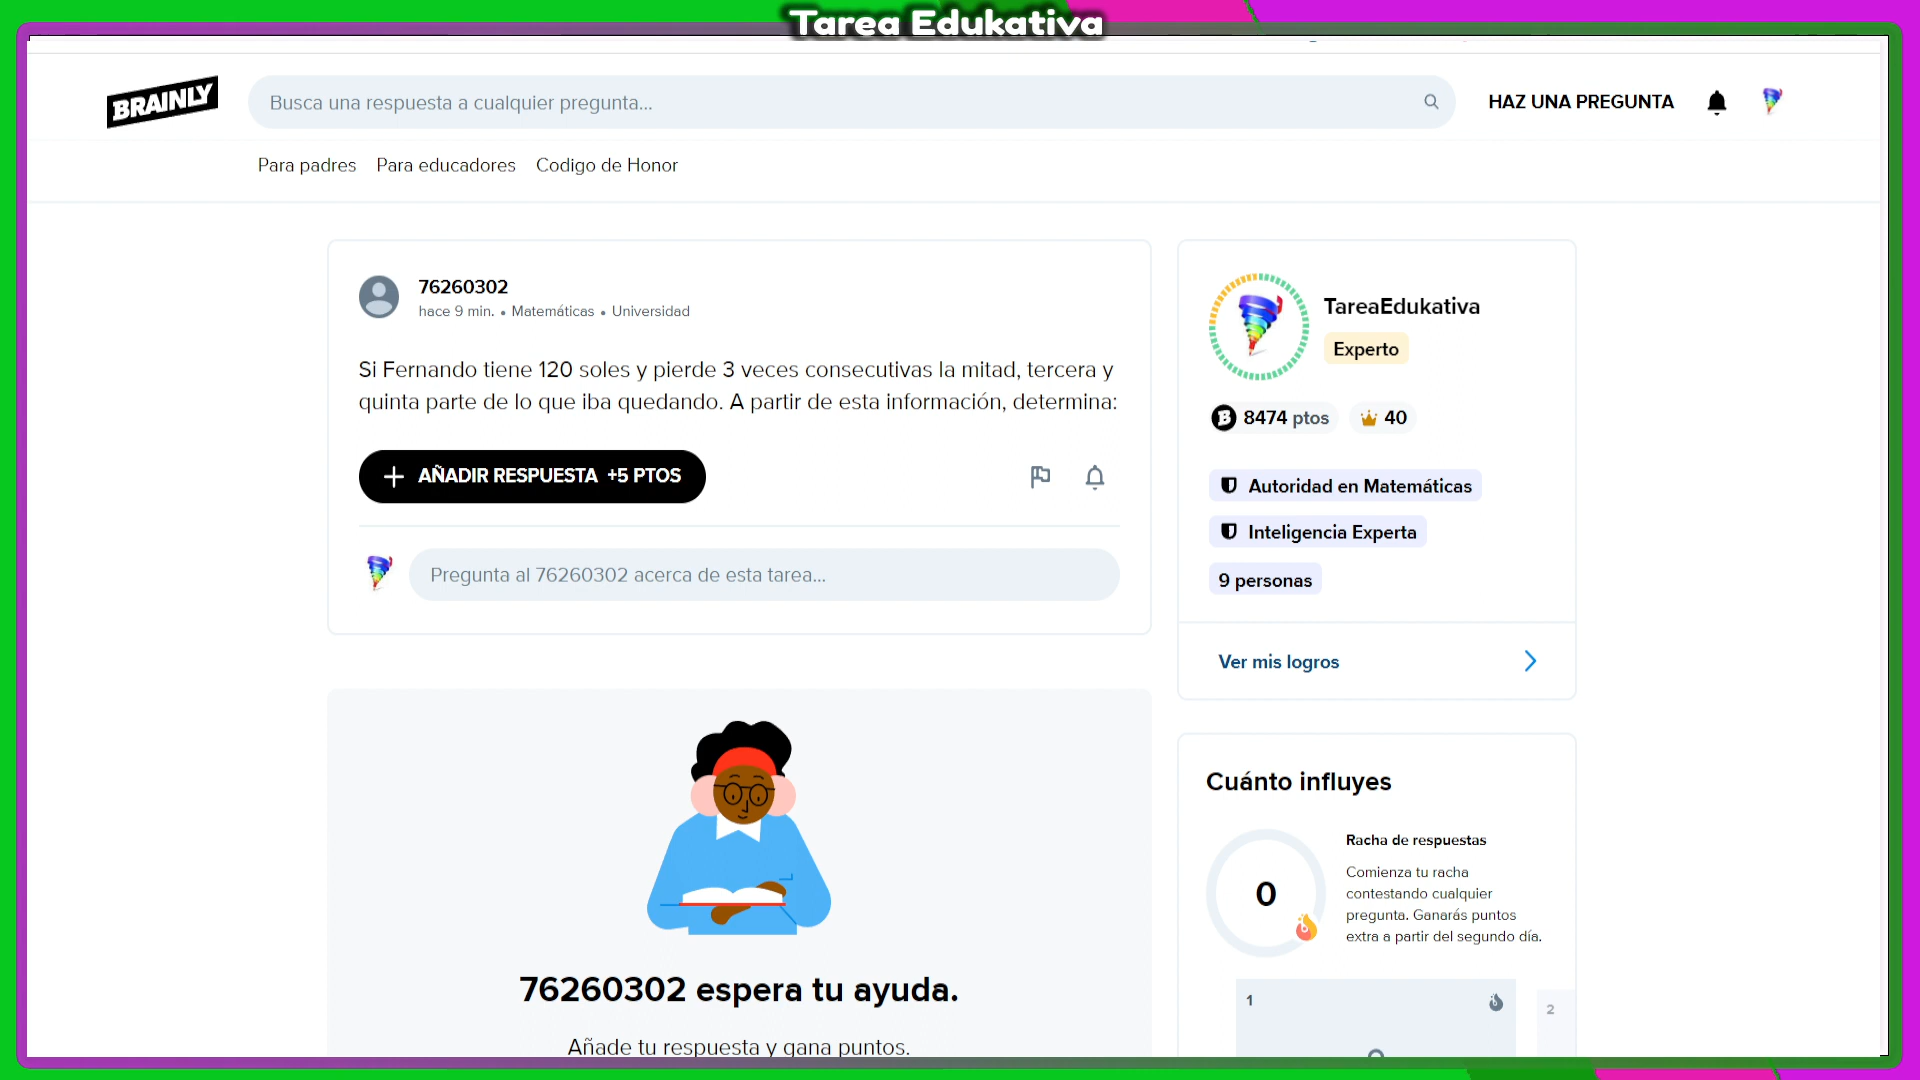 Tarea Edukativa
BRAINLY
Busca una respuesta a cualquier pregunta...
HAZ UNA PREGUNTA
Para padres Para educadores Codigo de Honor
76260302
hace 9 min. • Matemáticas • Universidad
Si Fernando tiene 120 soles y pierde 3 veces consecutivas la mitad, tercera y
quinta parte de lo que iba quedando. A partir de esta información, determina:
AÑADIR RESPUESTA +5 PTOS
Pregunta al 76260302 acerca de esta tarea...
76260302 espera tu ayuda.
Añade tu respuesta y gana puntos.
TareaEdukativa
Experto
8474 ptos
40
Autoridad en Matemáticas
Inteligencia Experta
9 personas
Ver mis logros
Cuánto influyes
0
Racha de respuestas
Comienza tu racha
contestando cualquier
pregunta. Ganarás puntos
extra a partir del segundo día.
1
2